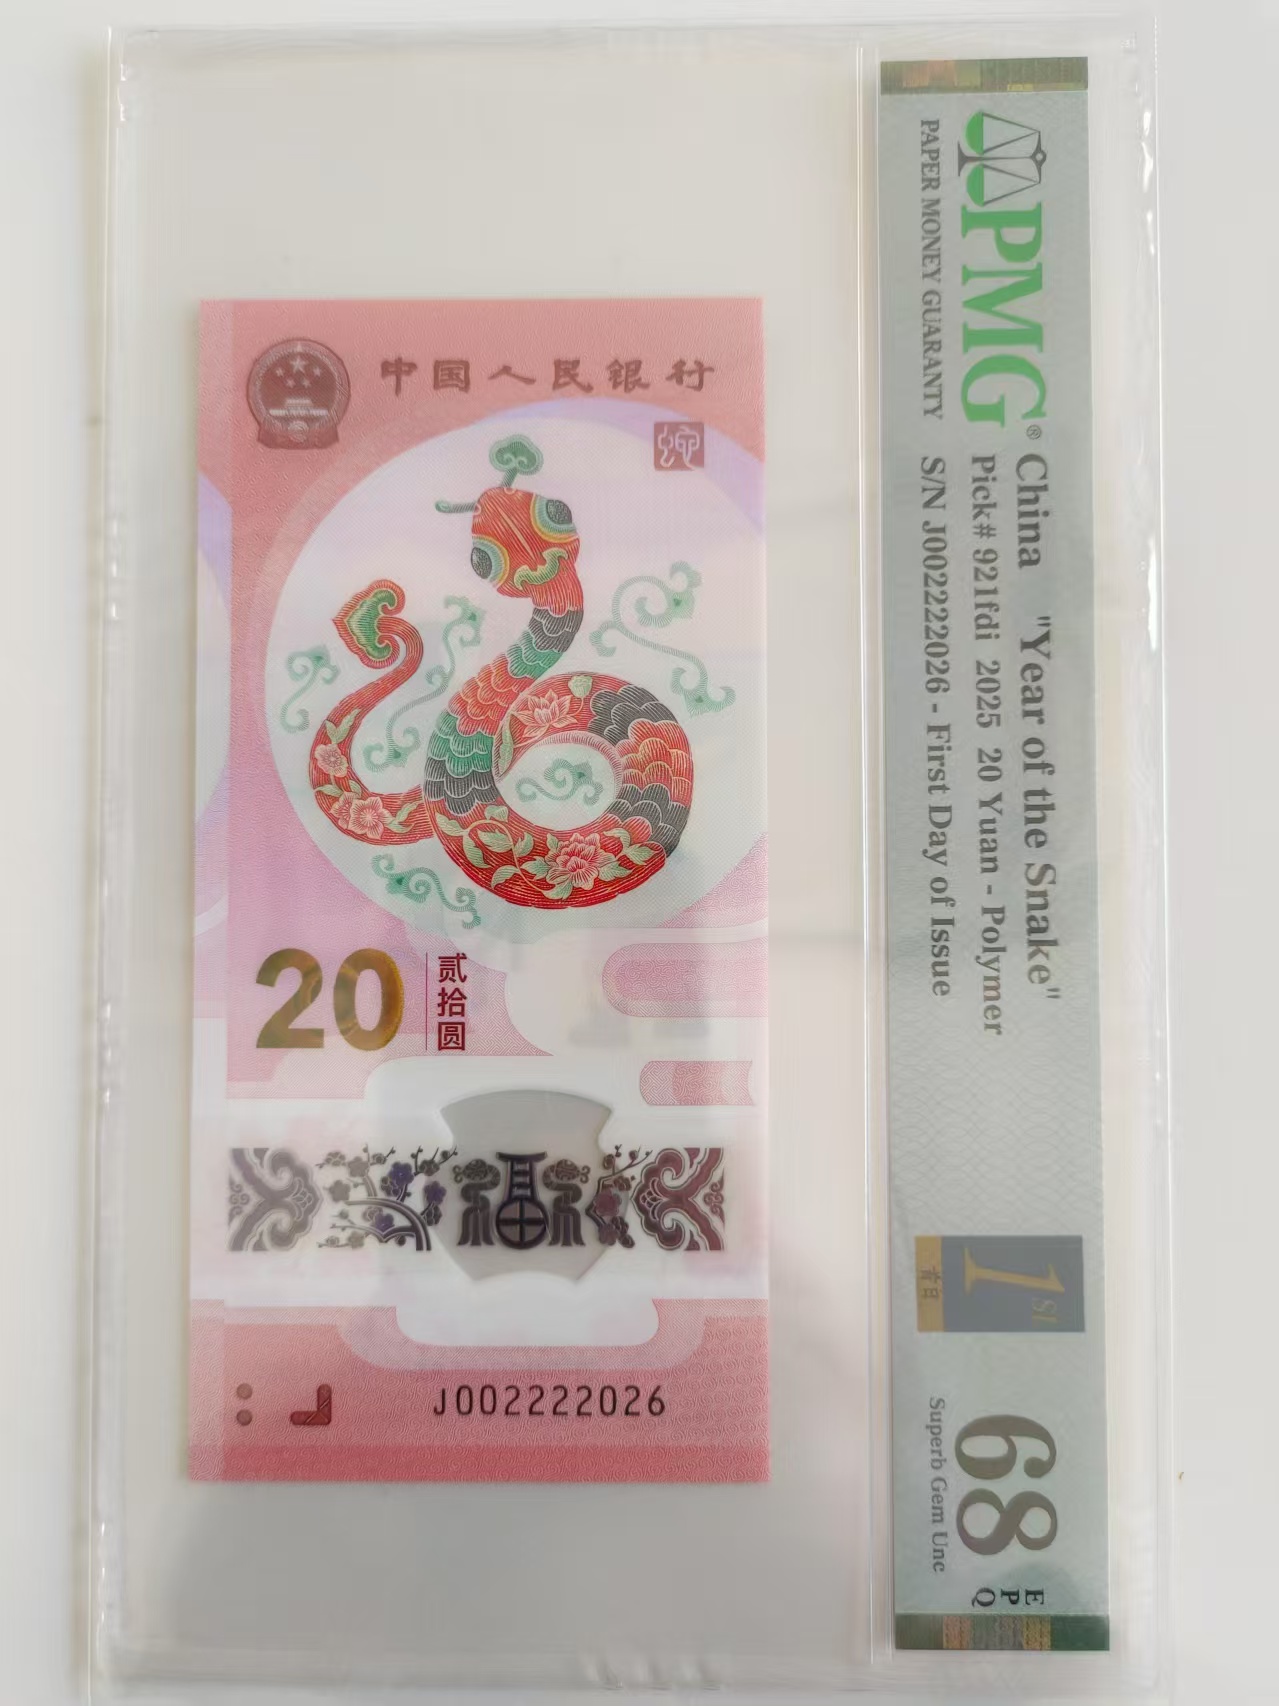 中国人民银行
蛇
20
贰拾圆
J002222026
PMG®
PAPER MONEY GUARANTY
China "Year of the Snake"
Pick# 921fdi 2025 20 Yuan - Polymer
S/N J002222026 - First Day of Issue
1ST
首日
68
EPQ
Superb Gem Unc